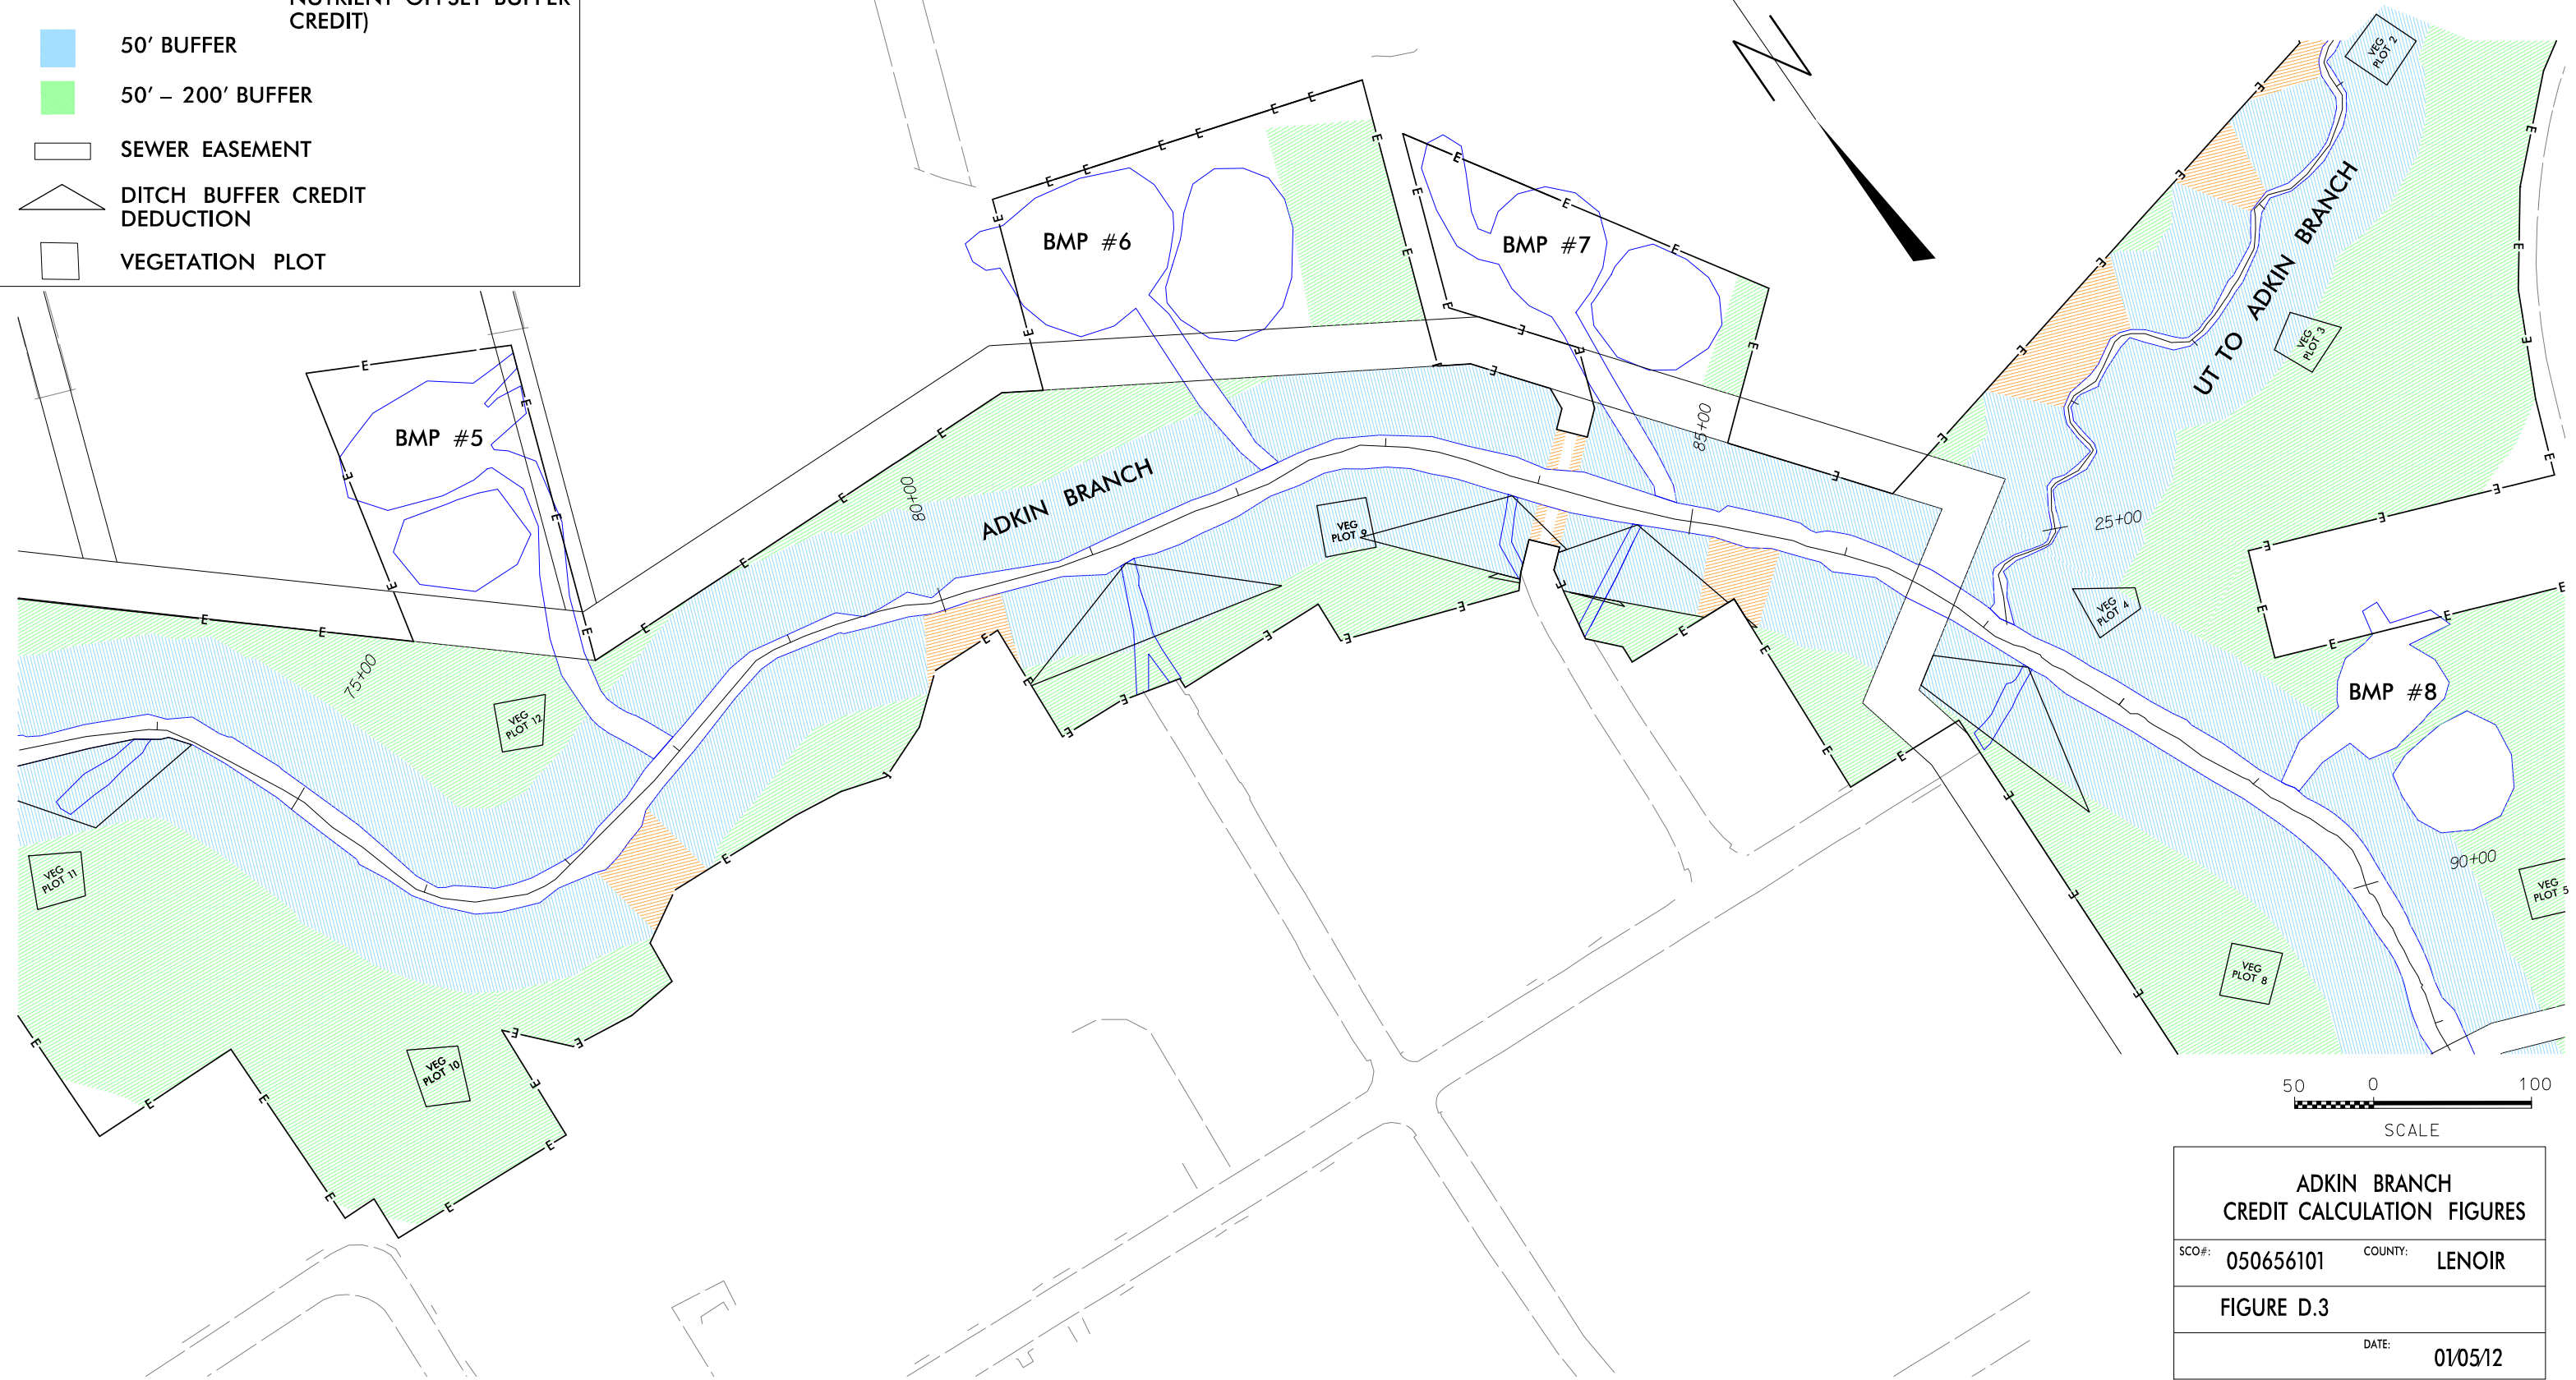 NUTRIENT OFFSET BUFFER
CREDIT)
50' BUFFER
50' – 200' BUFFER
SEWER EASEMENT
DITCH BUFFER CREDIT
DEDUCTION
VEGETATION PLOT
BMP #5
BMP #6
BMP #7
BMP #8
ADKIN BRANCH
UT TO ADKIN BRANCH
75+00
80+00
85+00
25+00
90+00
VEG
PLOT 2
VEG
PLOT 3
VEG
PLOT 4
VEG
PLOT 5
VEG
PLOT 8
VEG
PLOT 9
VEG
PLOT 10
VEG
PLOT 11
VEG
PLOT 12
50 0 100
SCALE
ADKIN BRANCH
CREDIT CALCULATION FIGURES
SCO#: 050656101 COUNTY: LENOIR
FIGURE D.3
DATE: 01/05/12